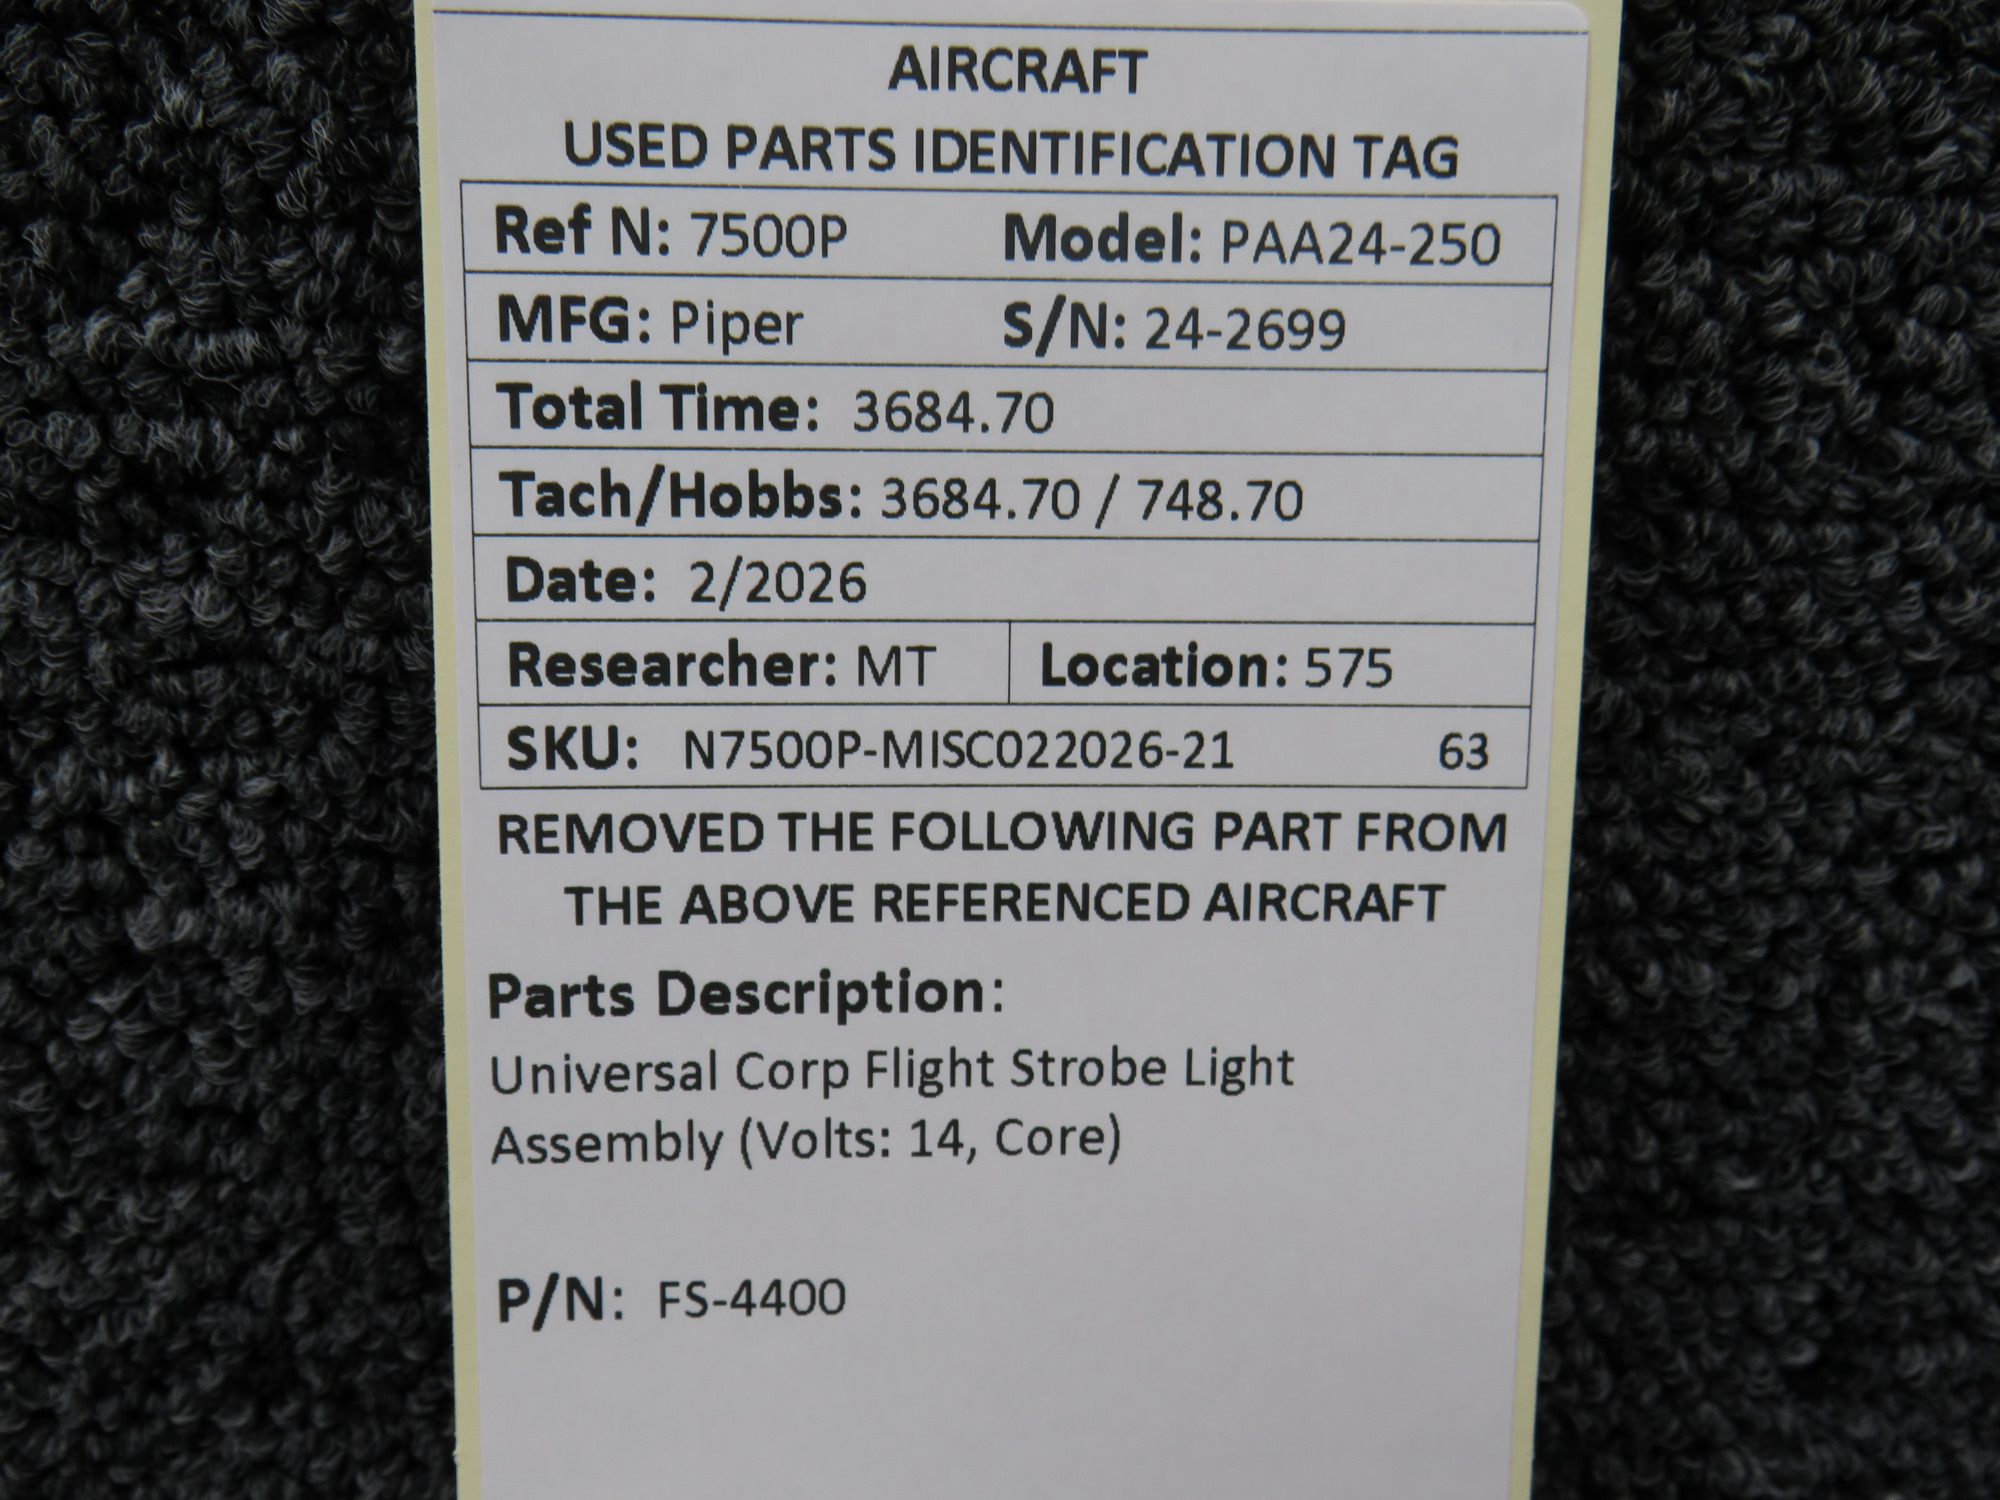 AIRCRAFT
USED PARTS IDENTIFICATION TAG
Ref N: 7500P Model: PAA24-250
MFG: Piper S/N: 24-2699
Total Time: 3684.70
Tach/Hobbs: 3684.70 / 748.70
Date: 2/2026
Researcher: MT Location: 575
SKU: N7500P-MISC022026-21 63
REMOVED THE FOLLOWING PART FROM
THE ABOVE REFERENCED AIRCRAFT
Parts Description:
Universal Corp Flight Strobe Light
Assembly (Volts: 14, Core)
P/N: FS-4400